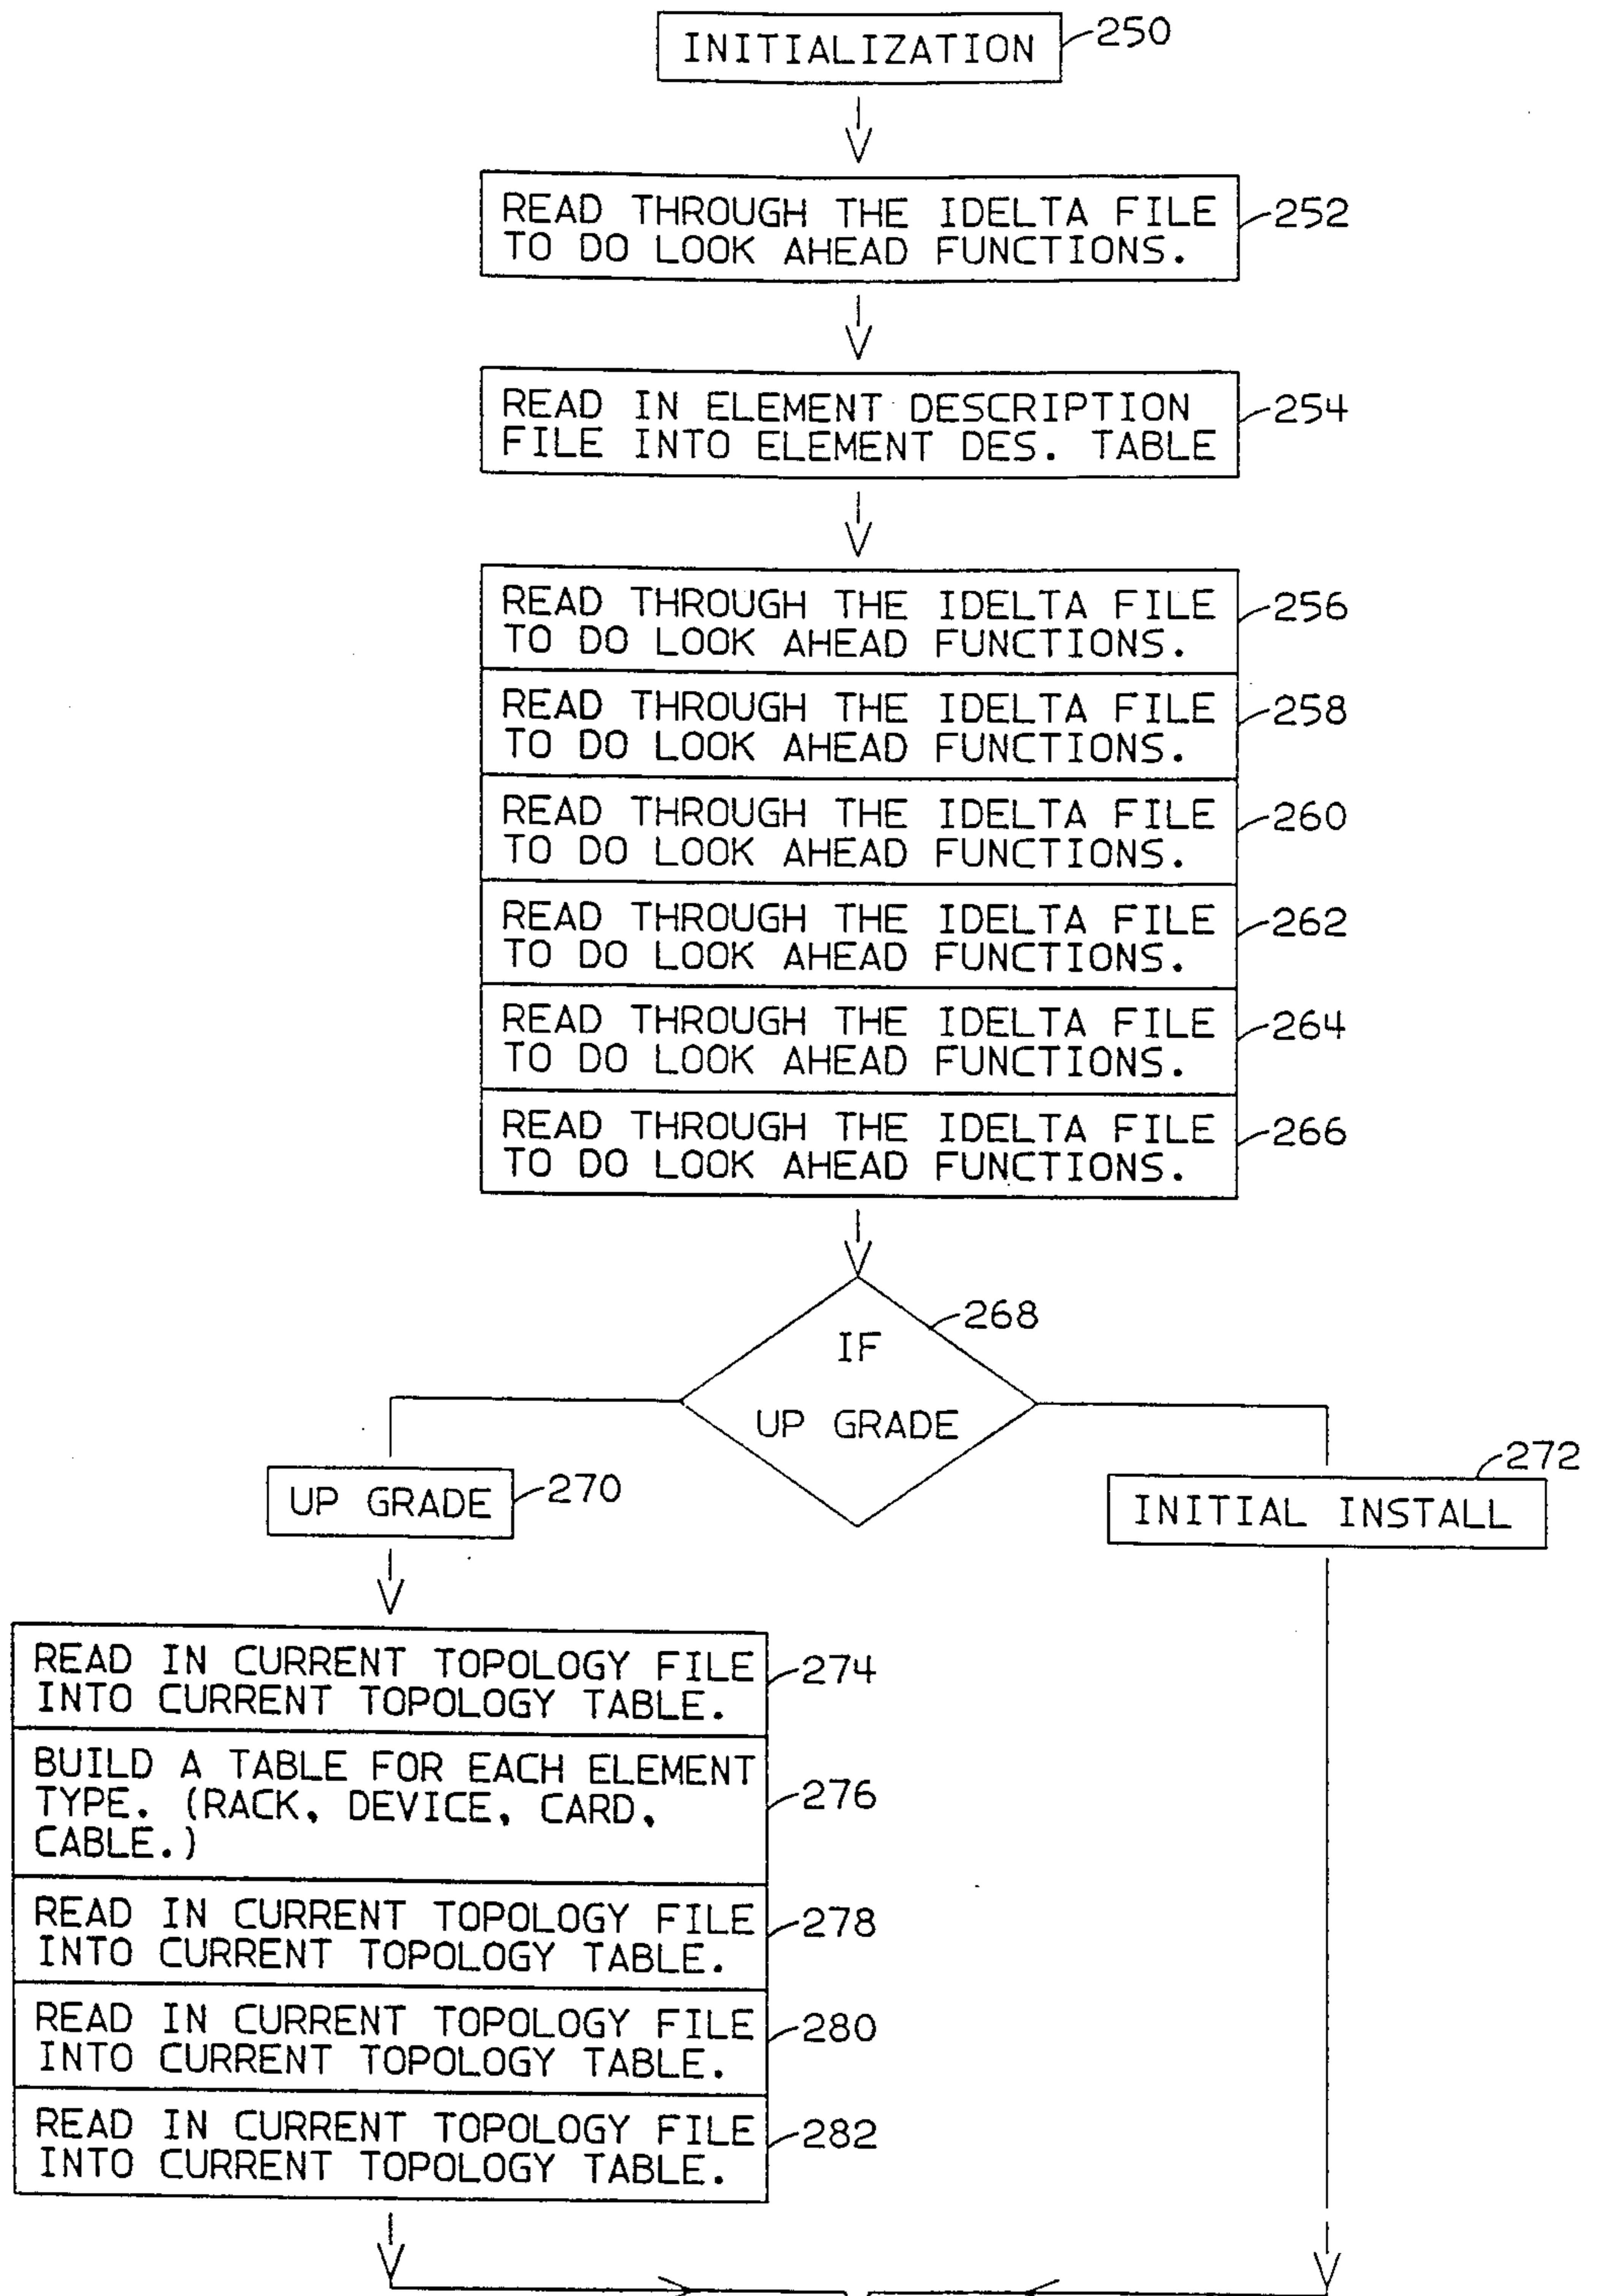 INITIALIZATION 250
READ THROUGH THE IDELTA FILE
TO DO LOOK AHEAD FUNCTIONS. 252
READ IN ELEMENT DESCRIPTION
FILE INTO ELEMENT DES. TABLE 254
READ THROUGH THE IDELTA FILE
TO DO LOOK AHEAD FUNCTIONS. 256
READ THROUGH THE IDELTA FILE
TO DO LOOK AHEAD FUNCTIONS. 258
READ THROUGH THE IDELTA FILE
TO DO LOOK AHEAD FUNCTIONS. 260
READ THROUGH THE IDELTA FILE
TO DO LOOK AHEAD FUNCTIONS. 262
READ THROUGH THE IDELTA FILE
TO DO LOOK AHEAD FUNCTIONS. 264
READ THROUGH THE IDELTA FILE
TO DO LOOK AHEAD FUNCTIONS. 266
IF
UP GRADE 268
UP GRADE 270
INITIAL INSTALL 272
READ IN CURRENT TOPOLOGY FILE
INTO CURRENT TOPOLOGY TABLE. 274
BUILD A TABLE FOR EACH ELEMENT
TYPE. (RACK, DEVICE, CARD,
CABLE.) 276
READ IN CURRENT TOPOLOGY FILE
INTO CURRENT TOPOLOGY TABLE. 278
READ IN CURRENT TOPOLOGY FILE
INTO CURRENT TOPOLOGY TABLE. 280
READ IN CURRENT TOPOLOGY FILE
INTO CURRENT TOPOLOGY TABLE. 282